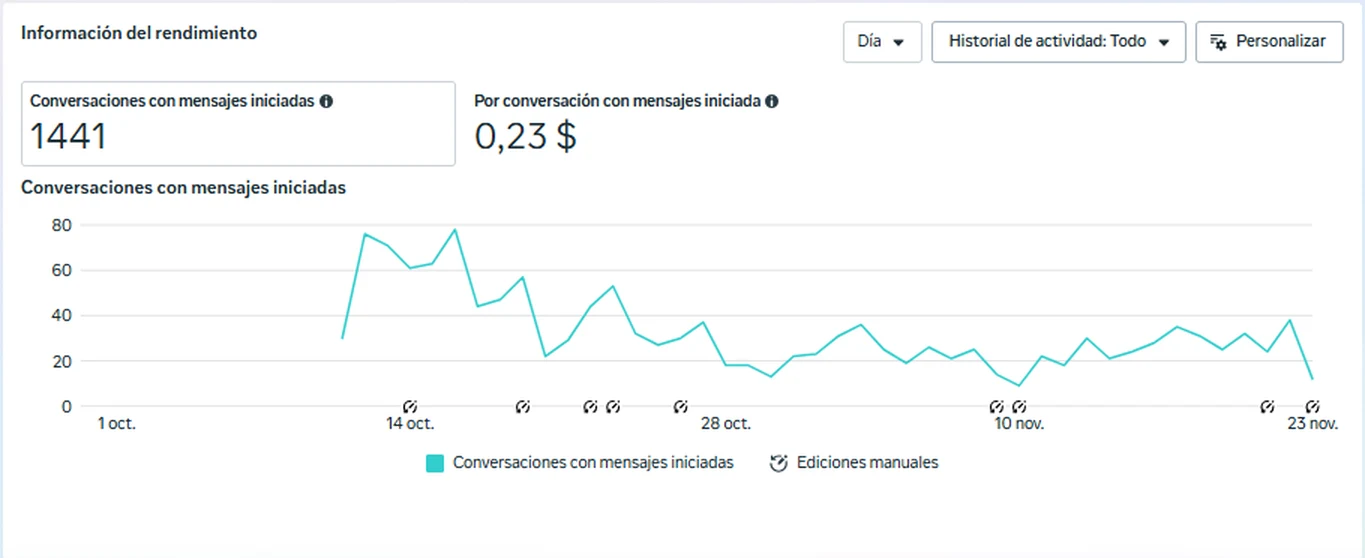 Información del rendimiento
Día
Historial de actividad: Todo
Personalizar
Conversaciones con mensajes iniciadas
1441
Por conversación con mensajes iniciada
0,23 $
Conversaciones con mensajes iniciadas
80
60
40
20
0
1 oct.
14 oct.
28 oct.
10 nov.
23 nov.
Conversaciones con mensajes iniciadas
Ediciones manuales